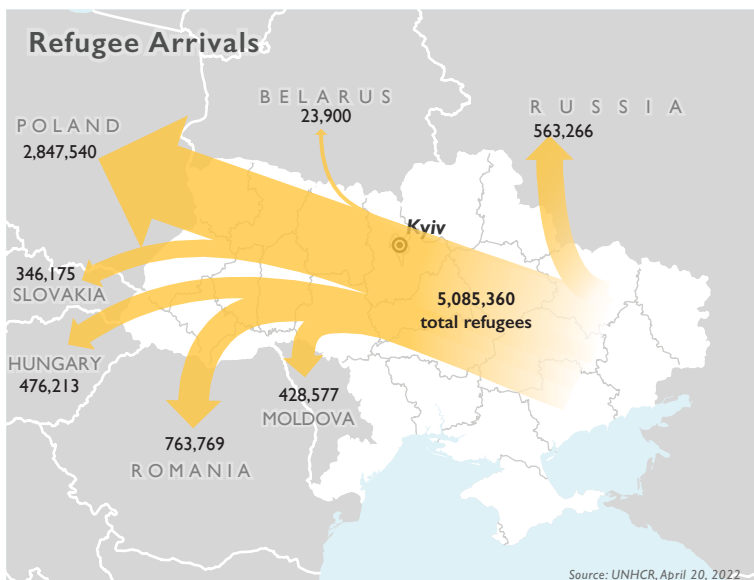 Refugee Arrivals
BELARUS
23,900
RUSSIA
563,266
POLAND
2,847,540
Kyiv
346,175
SLOVAKIA
5,085,360
total refugees
HUNGARY
476,213
428,577
MOLDOVA
763,769
ROMANIA
Source: UNHCR, April 20, 2022